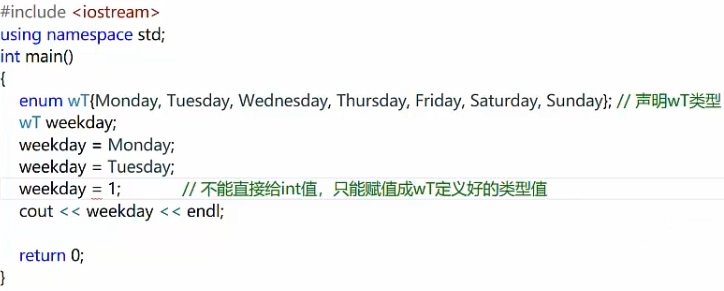 #include <iostream>
using namespace std;
int main()
{
enum wT{Monday, Tuesday, Wednesday, Thursday, Friday, Saturday, Sunday}; // 声明wT类型
wT weekday;
weekday = Monday;
weekday = Tuesday;
weekday = 1; // 不能直接给int值，只能赋值成wT定义好的类型值
cout << weekday << endl;
return 0;
}